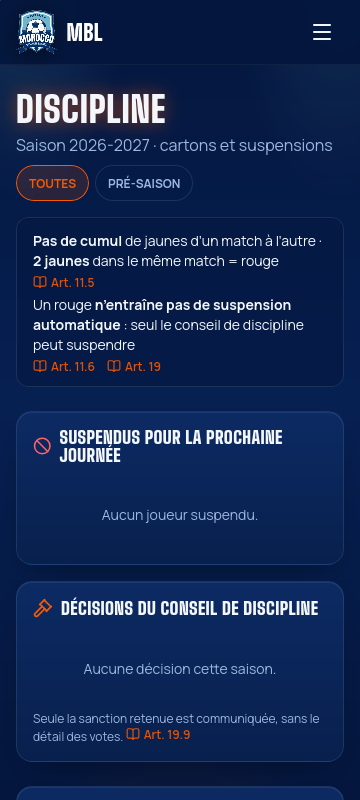 MOROCCO
MBL
DISCIPLINE
Saison 2026-2027 · cartons et suspensions
TOUTES
PRÉ-SAISON
Pas de cumul de jaunes d'un match à l'autre ·
2 jaunes dans le même match = rouge
Art. 11.5
Un rouge n'entraîne pas de suspension
automatique : seul le conseil de discipline
peut suspendre
Art. 11.6 Art. 19
SUSPENDUS POUR LA PROCHAINE
JOURNÉE
Aucun joueur suspendu.
DÉCISIONS DU CONSEIL DE DISCIPLINE
Aucune décision cette saison.
Seule la sanction retenue est communiquée, sans le
détail des votes. Art. 19.9